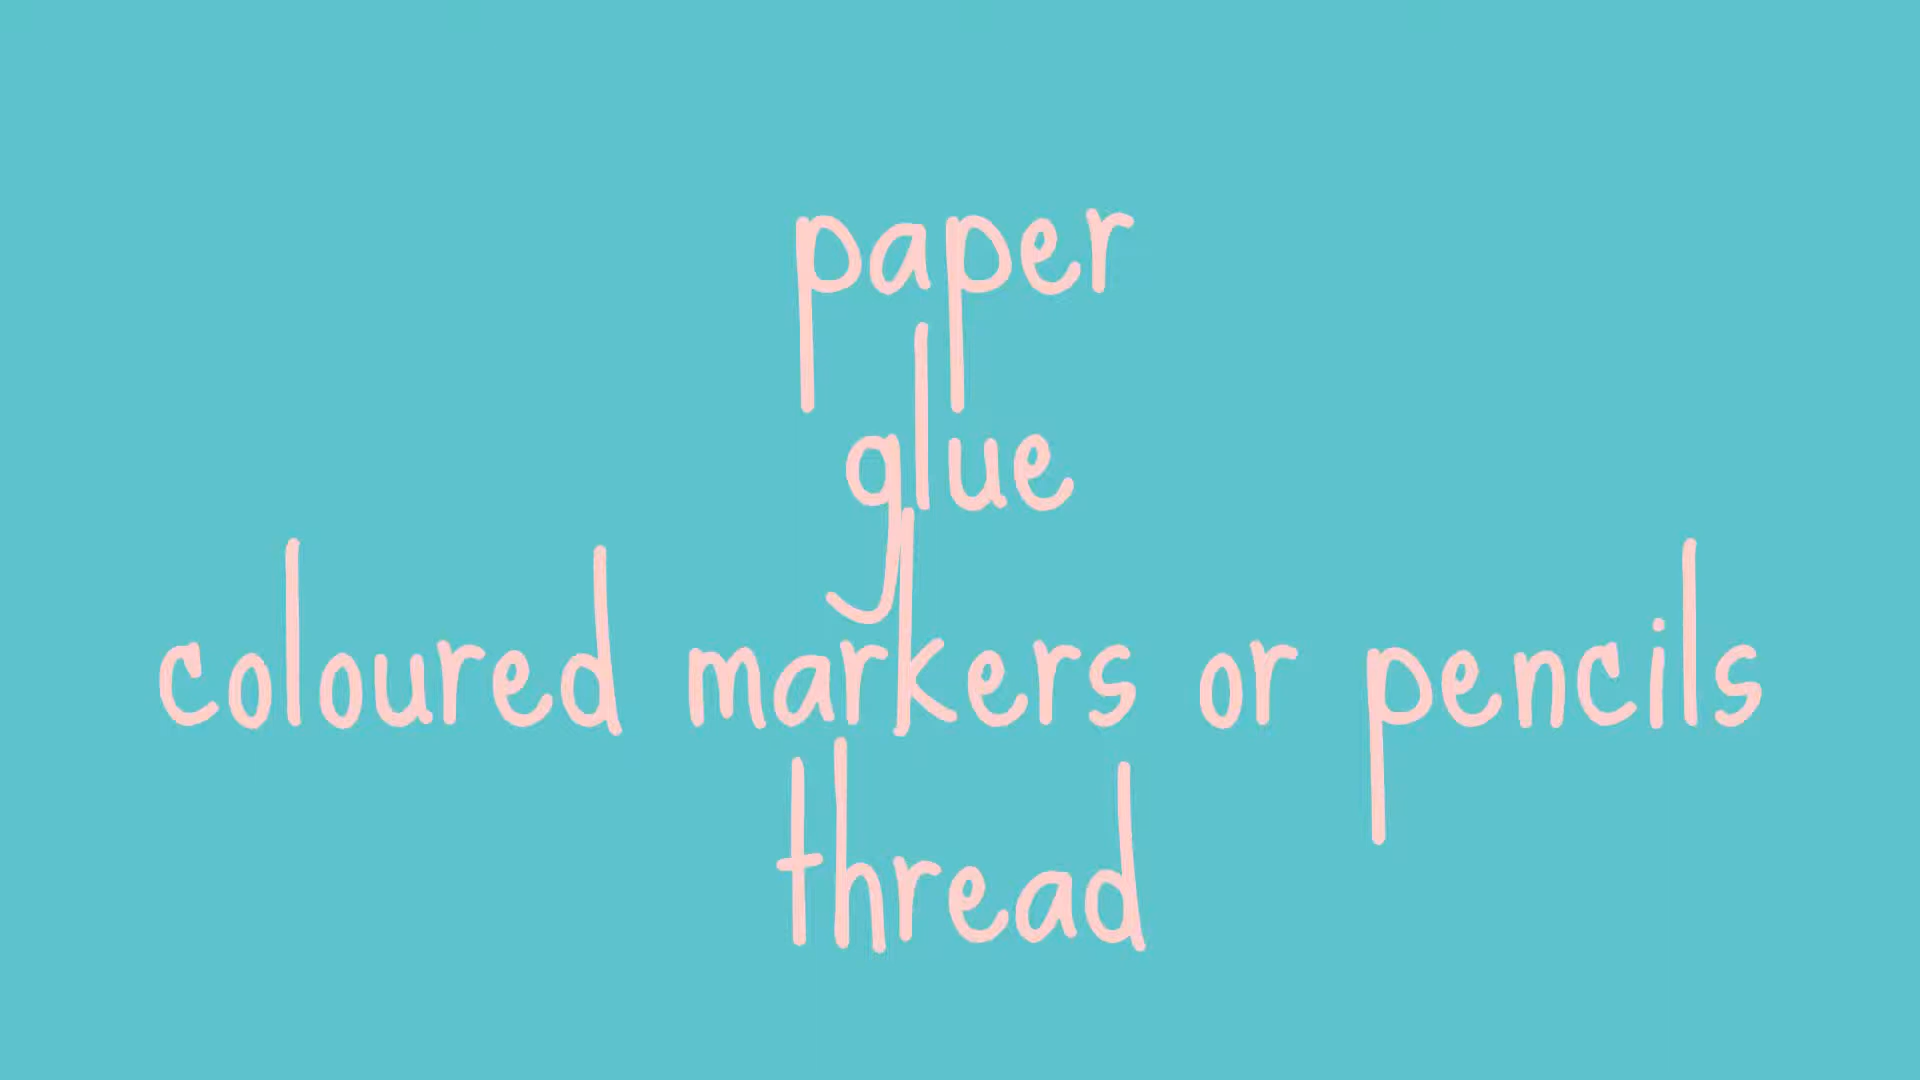 paper
glue
coloured markers or pencils
thread